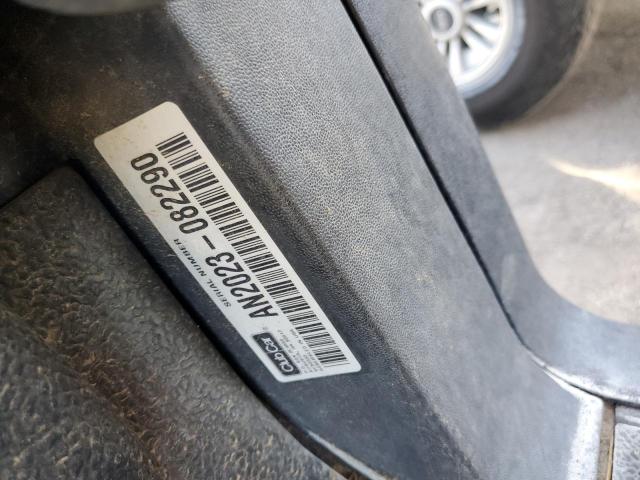 SERIAL NUMBER
AN2023-082290
Club Car